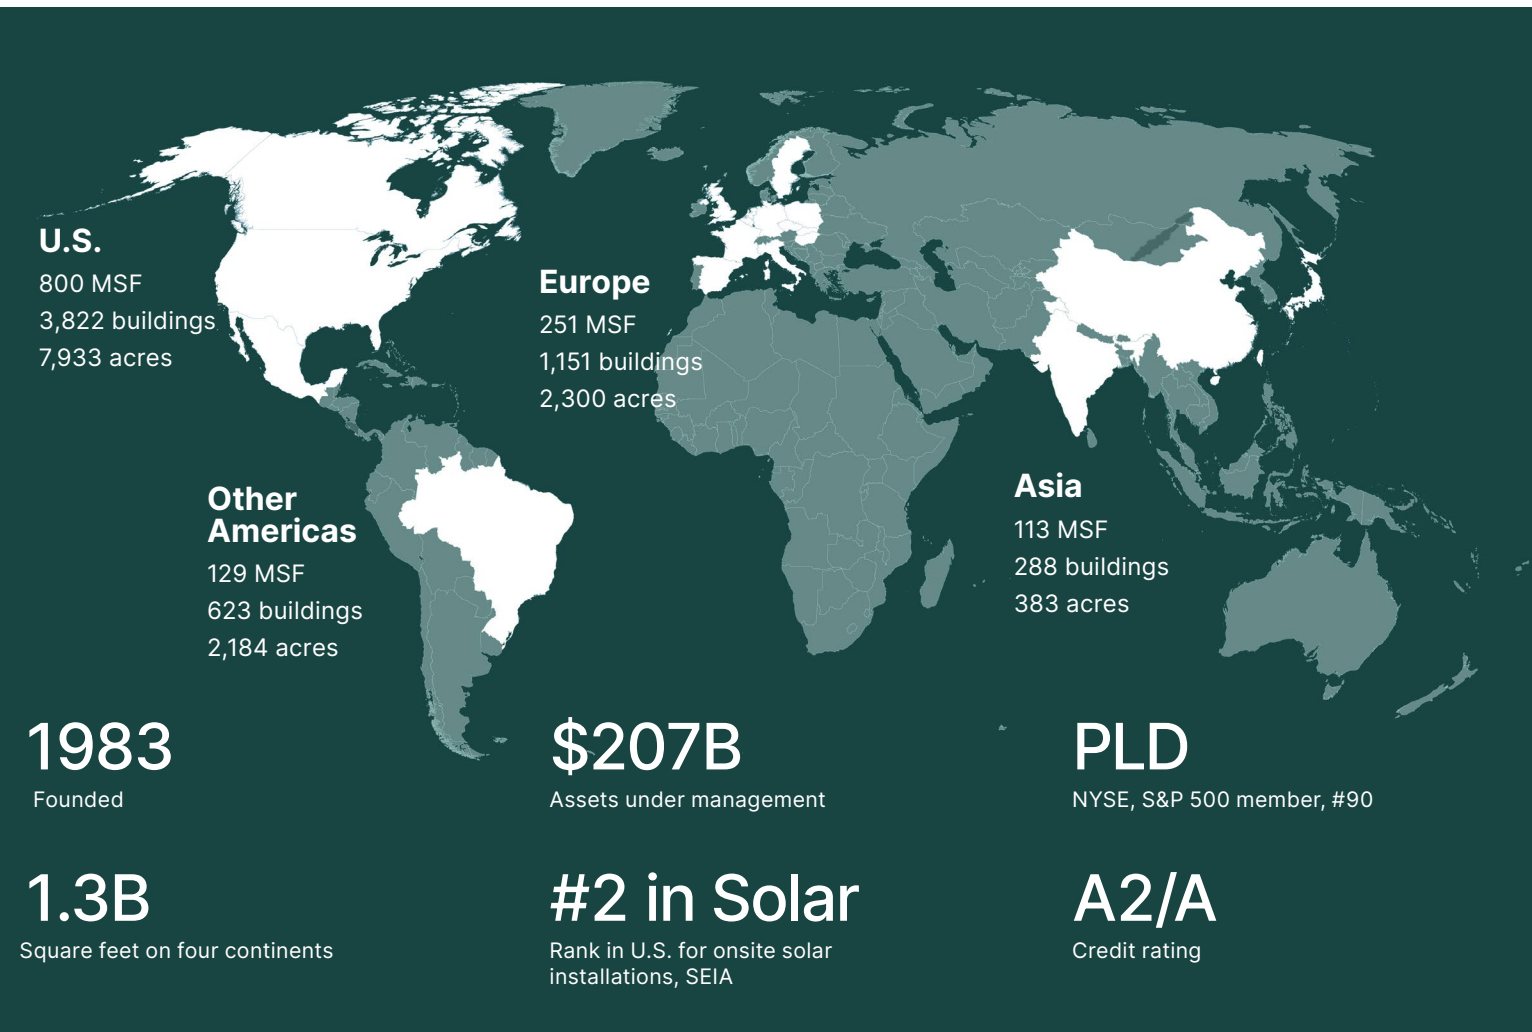 U.S.
800 MSF
3,822 buildings
7,933 acres
Europe
251 MSF
1,151 buildings
2,300 acres
Other
Americas
129 MSF
623 buildings
2,184 acres
Asia
113 MSF
288 buildings
383 acres
1983
Founded
$207B
Assets under management
PLD
NYSE, S&P 500 member, #90
1.3B
Square feet on four continents
#2 in Solar
Rank in U.S. for onsite solar
installations, SEIA
A2/A
Credit rating